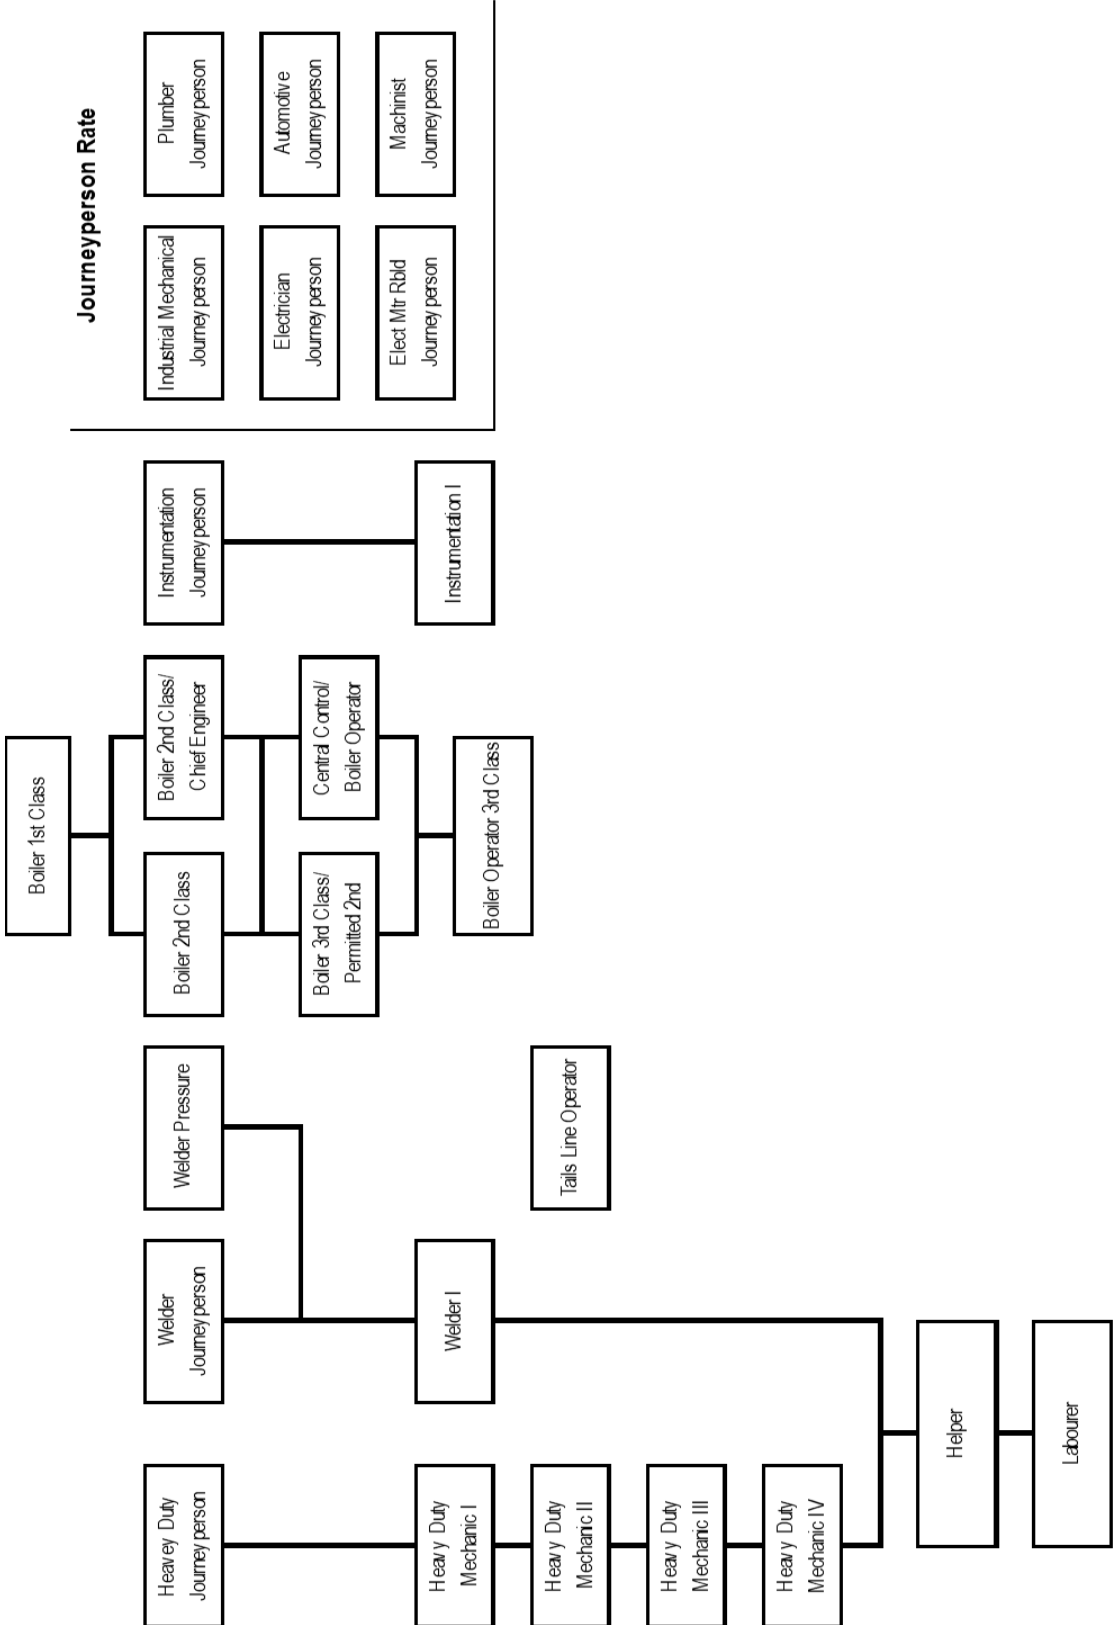 Boiler 1st Class
Journeyperson Rate
Heavey Duty
Journeyperson
Welder
Journeyperson
Welder Pressure
Boiler 2nd Class
Boiler 2nd Class/
Chief Engineer
Instrumentation
Journeyperson
Industrial Mechanical
Journeyperson
Plumber
Journeyperson
Electrician
Journeyperson
Automotive
Journeyperson
Boiler 3rd Class/
Permitted 2nd
Central Control/
Boiler Operator
Elect Mtr Rbld
Journeyperson
Machinist
Journeyperson
Heavy Duty
Mechanic I
Welder I
Instrumentation I
Boiler Operator 3rd Class
Heavy Duty
Mechanic II
Tails Line Operator
Heavy Duty
Mechanic III
Heavy Duty
Mechanic IV
Helper
Labourer